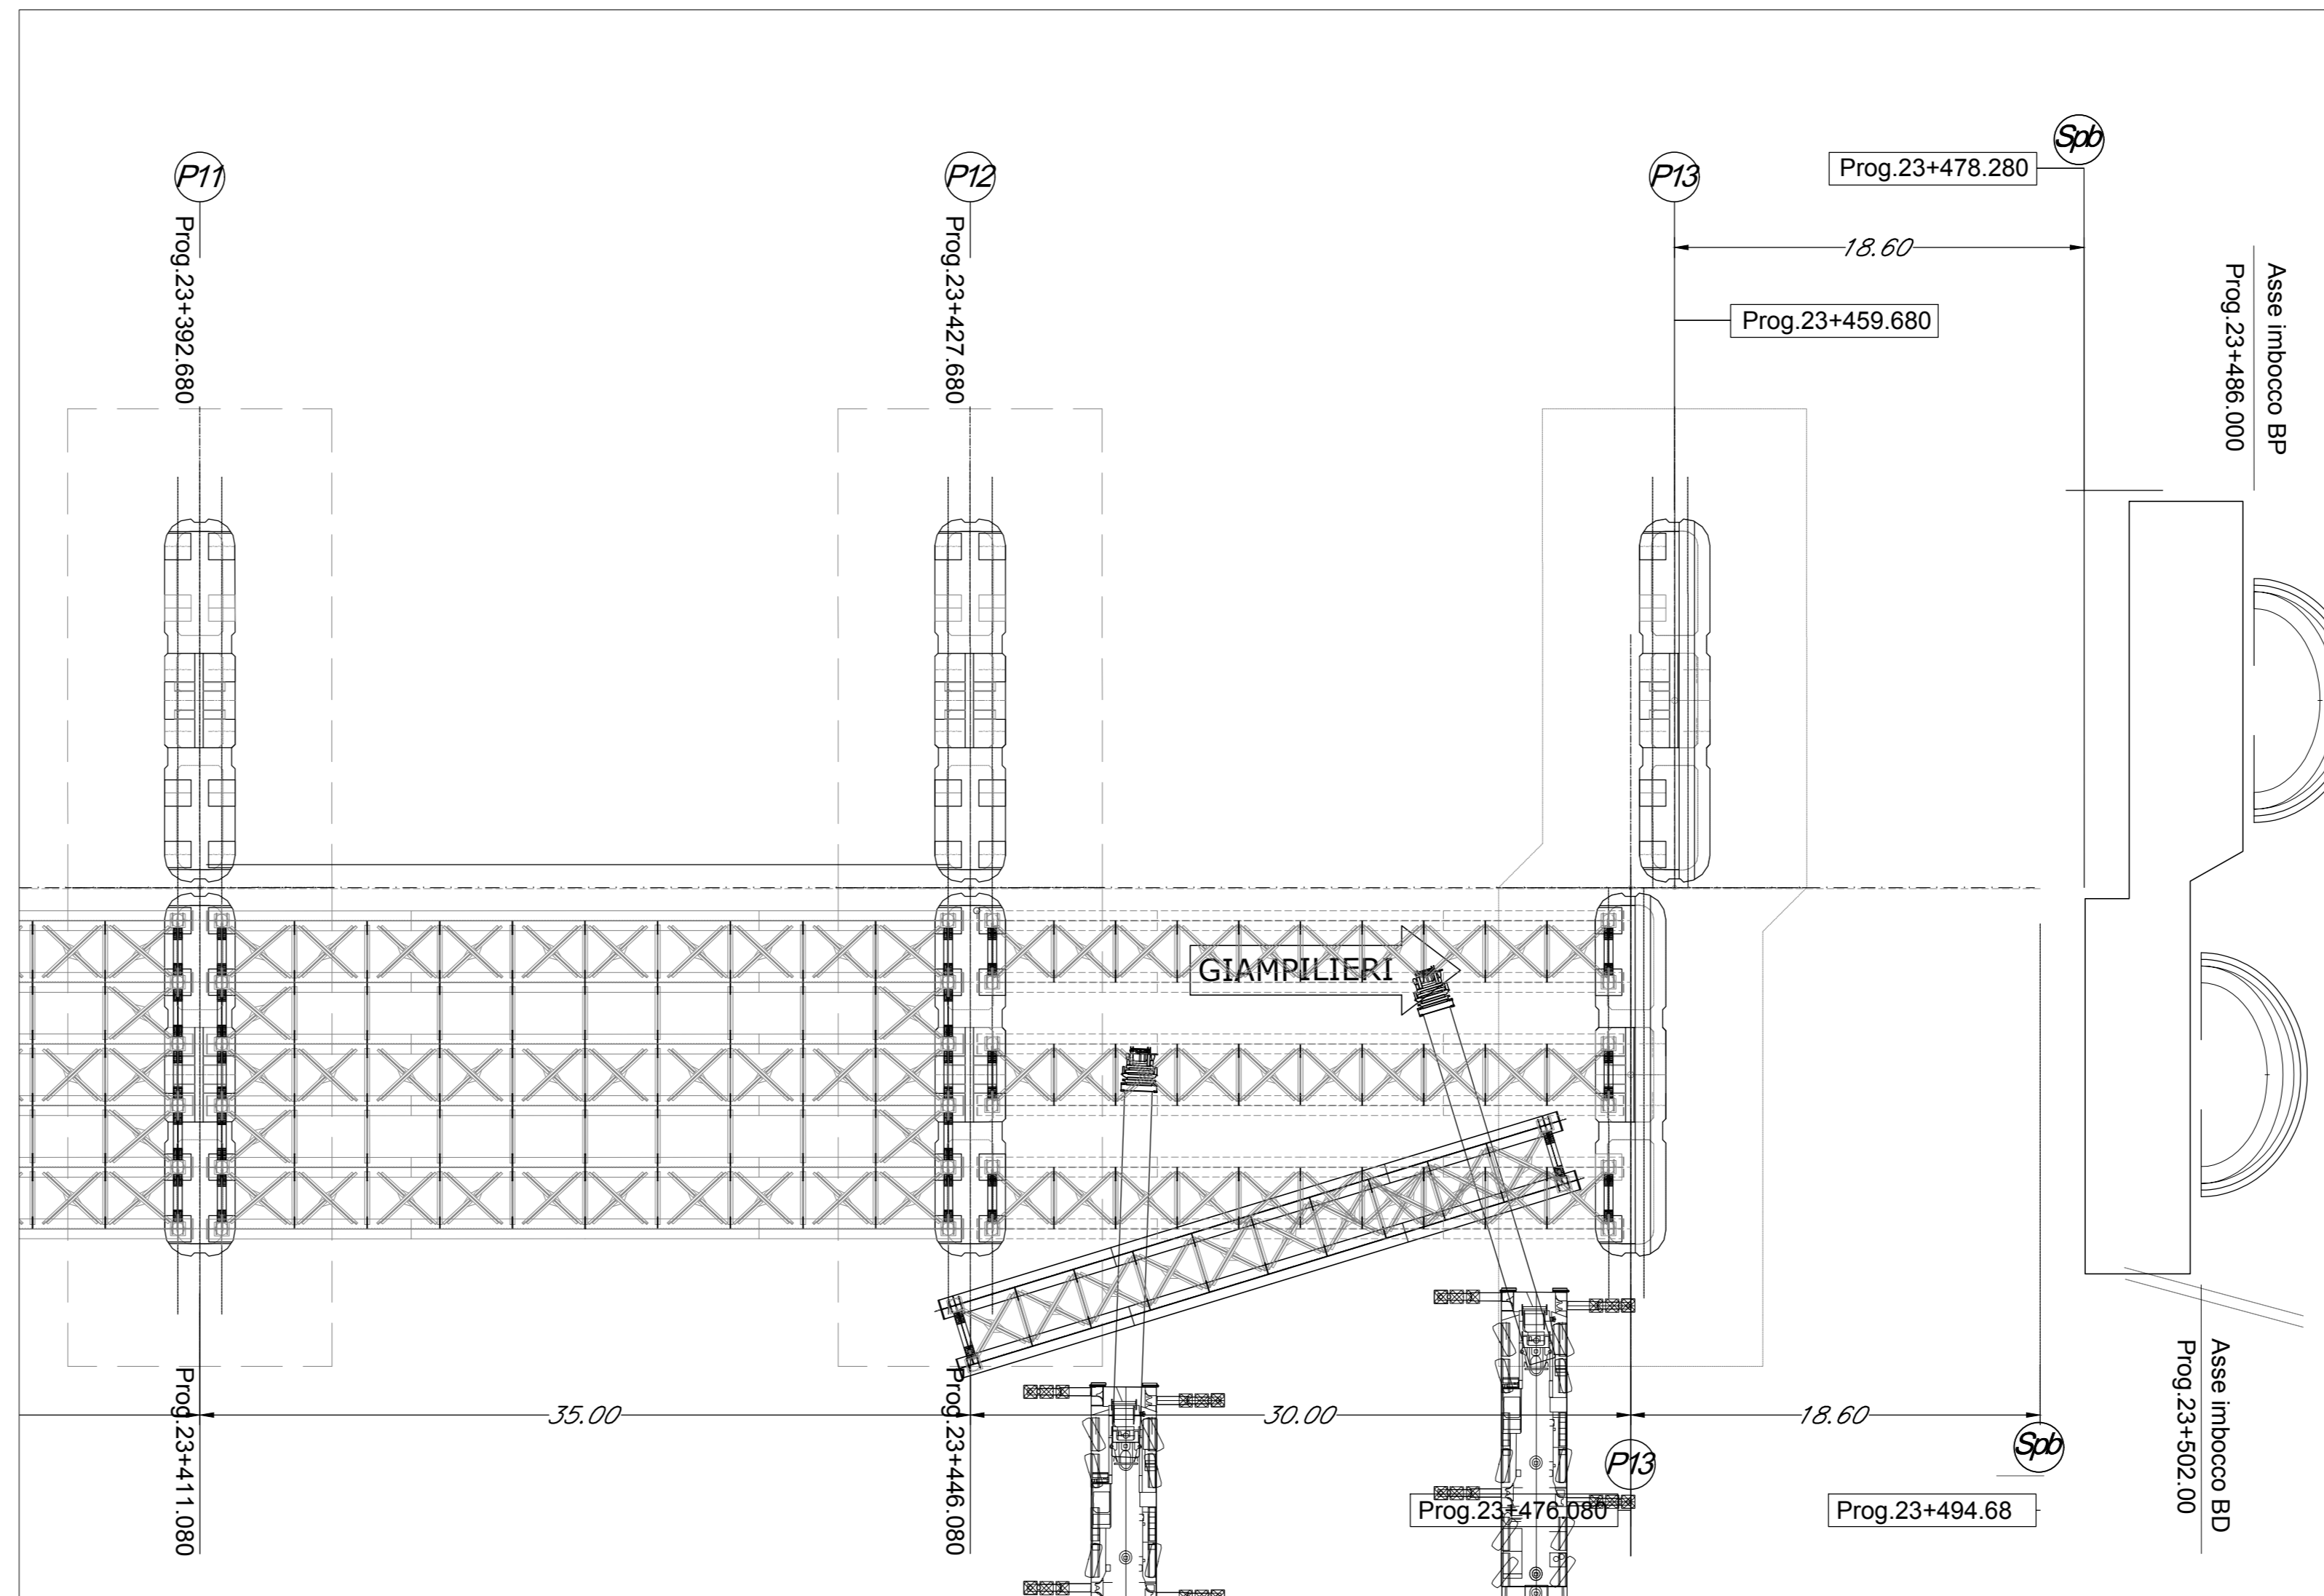 P11
P12
P13
Spb
Prog.23+478.280
18.60
Prog.23+459.680
Prog.23+392.680
Prog.23+427.680
Asse imbocco BP
Prog.23+486.000
GIAMPILIERI
35.00
30.00
18.60
Prog.23+411.080
Prog.23+446.080
P13
Spb
Prog.23+476.080
Prog.23+494.68
Asse imbocco BD
Prog.23+502.00